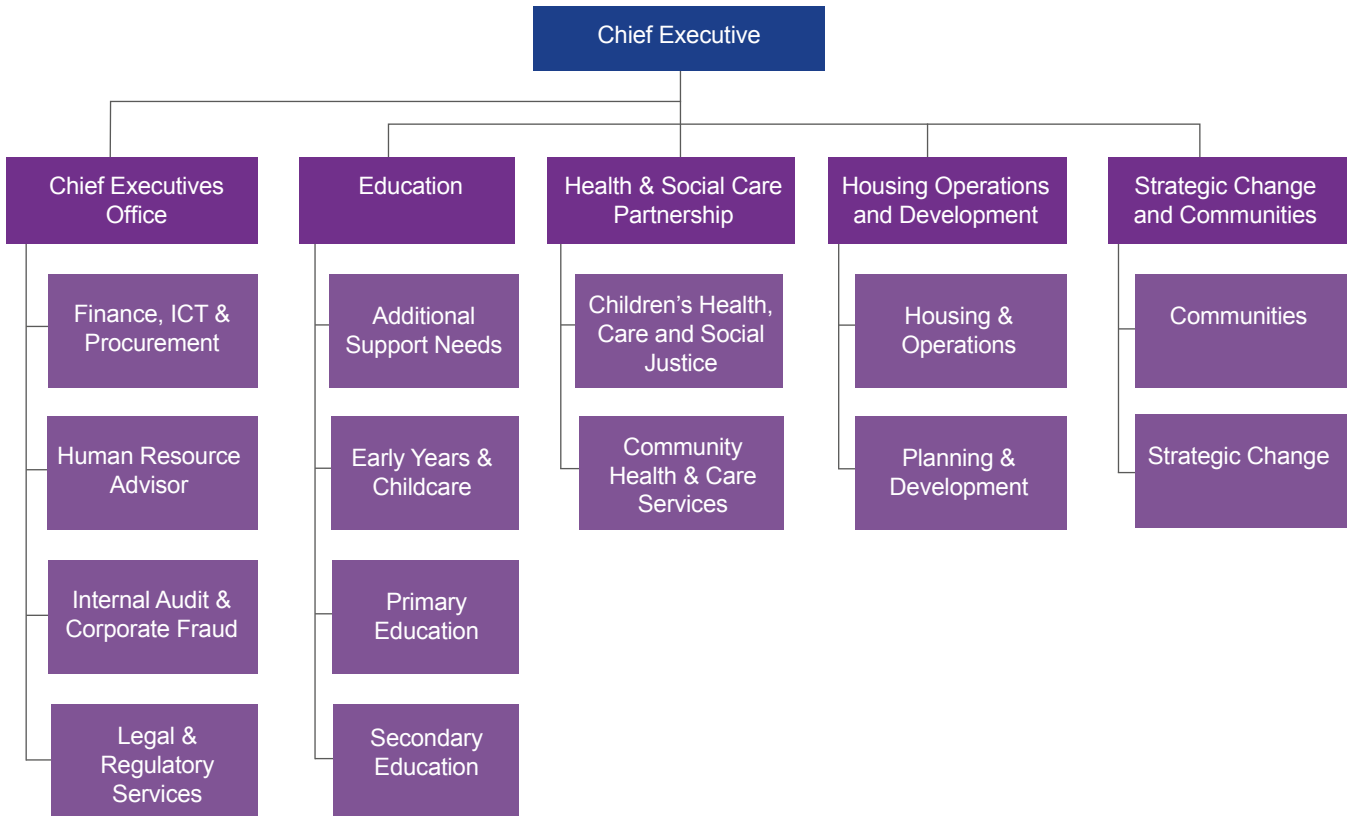 Chief Executive
Chief Executives
Office
Education
Health & Social Care
Partnership
Housing Operations
and Development
Strategic Change
and Communities
Finance, ICT &
Procurement
Human Resource
Advisor
Internal Audit &
Corporate Fraud
Legal &
Regulatory
Services
Additional
Support Needs
Early Years &
Childcare
Primary
Education
Secondary
Education
Children’s Health,
Care and Social
Justice
Community
Health & Care
Services
Housing &
Operations
Planning &
Development
Communities
Strategic Change